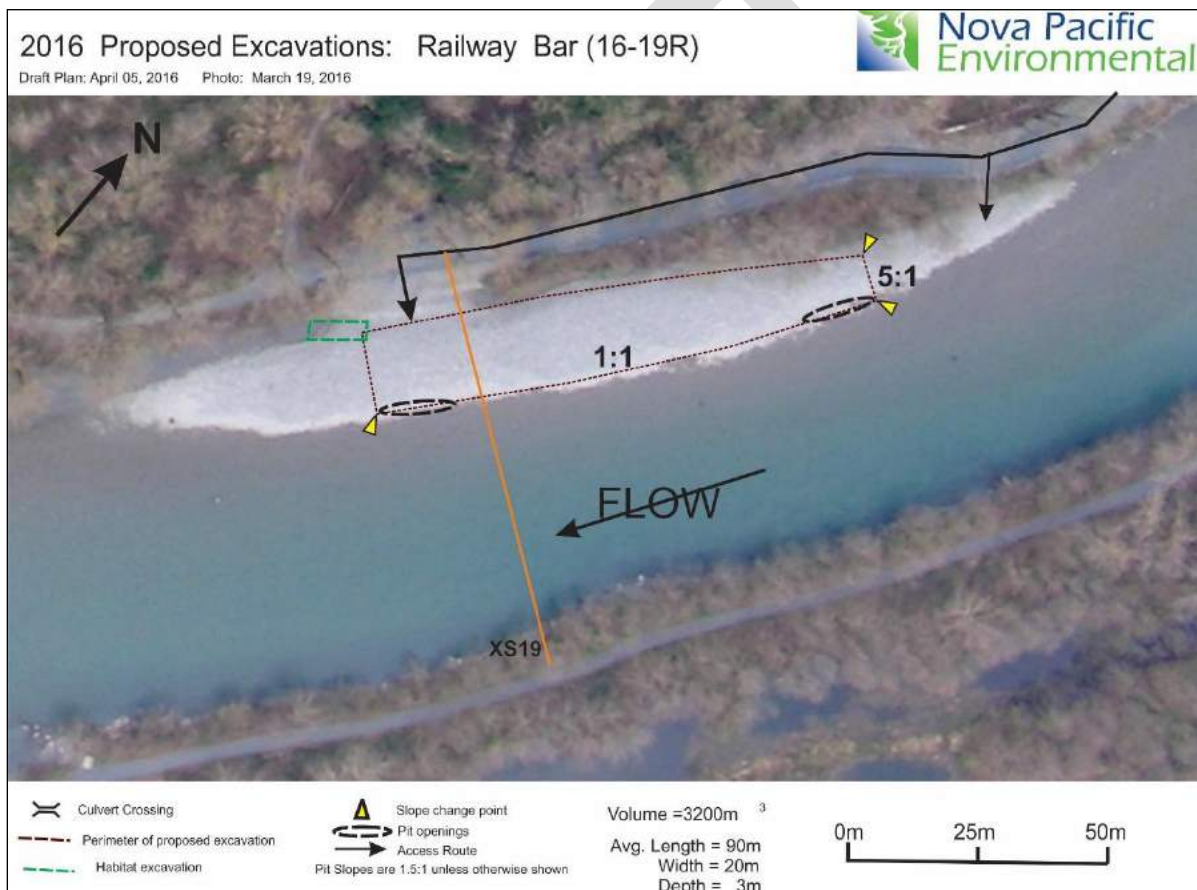 2016 Proposed Excavations: Railway Bar (16-19R)
Draft Plan: April 05, 2016 Photo: March 19, 2016
Nova Pacific
Environmental
N
5:1
1:1
FLOW
XS19
Culvert Crossing
Perimeter of proposed excavation
Habitat excavation
Slope change point
Pit openings
Access Route
Pit Slopes are 1.5:1 unless otherwise shown
Volume =3200m 3
Avg. Length = 90m
Width = 20m
Depth = 3m
0m 25m 50m